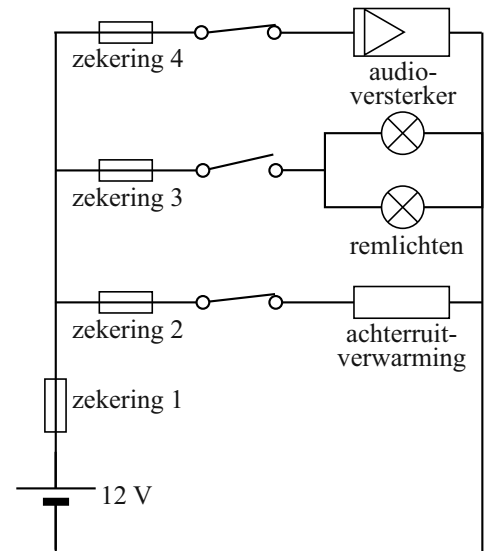 zekering 4
audio-
versterker
zekering 3
remlichten
zekering 2
achterruit-
verwarming
zekering 1
12 V